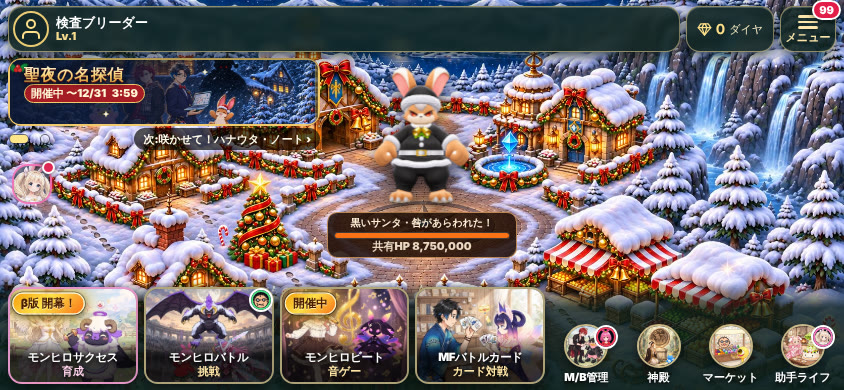 検査ブリーダー
Lv.1
0 ダイヤ
99
メニュー
聖夜の名探偵
開催中 〜12/31 3:59
次:咲かせて！ハナウタ・ノート ›
黒いサンタ・咎があらわれた！
共有HP 8,750,000
β版 開幕！
モンヒロサクセス
育成
モンヒロバトル
挑戦
開催中
モンヒロビート
音ゲー
MFバトルカード
カード対戦
M/B管理
神殿
マーケット
助手ライフ